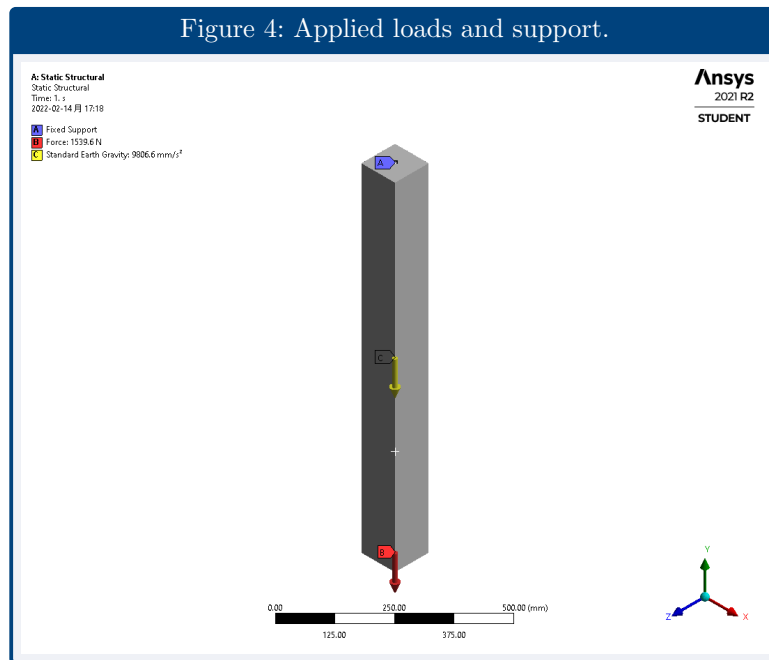 Figure 4: Applied loads and support.
A: Static Structural
Static Structural
Time: 1. s
2022-02-14月 17:18
A Fixed Support
B Force: 1539.6 N
C Standard Earth Gravity: 9806.6 mm/s²
Ansys
2021 R2
STUDENT
A
C
B
0.00 250.00 500.00 (mm)
125.00 375.00
Y
Z X